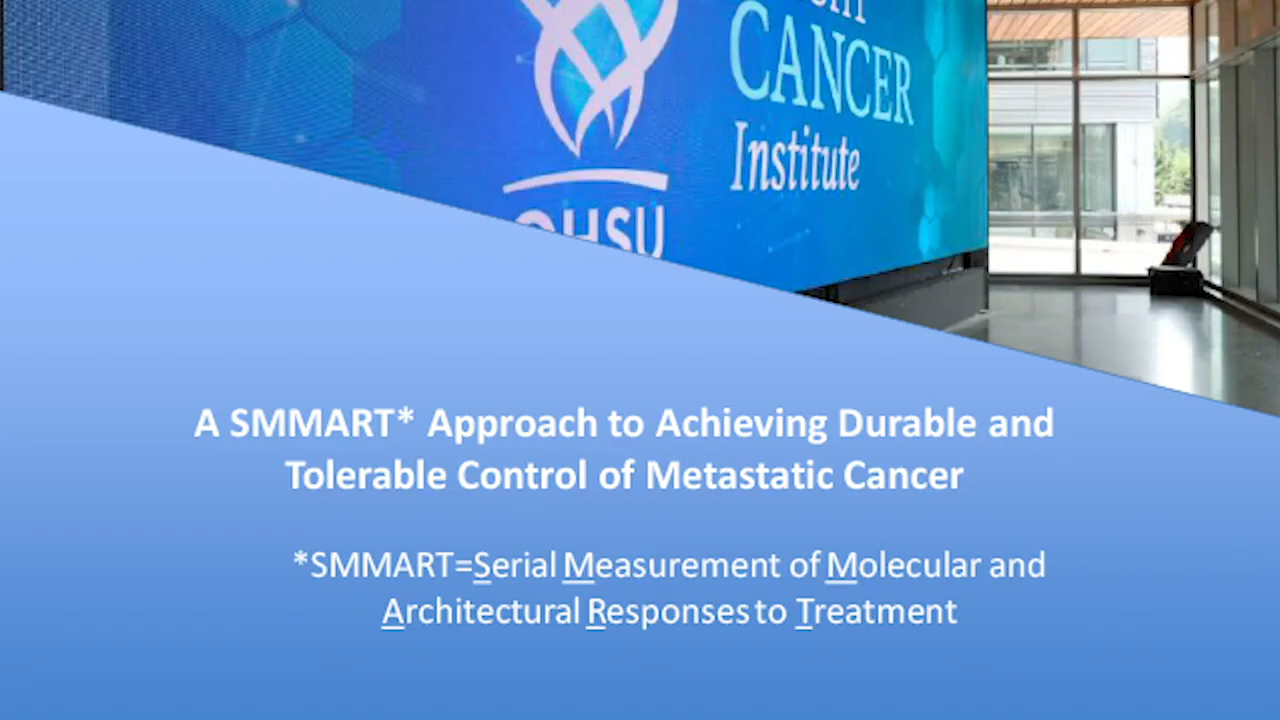 CANCER
Institute
OHSU
A SMMART* Approach to Achieving Durable and
Tolerable Control of Metastatic Cancer
*SMMART=Serial Measurement of Molecular and
Architectural Responses to Treatment